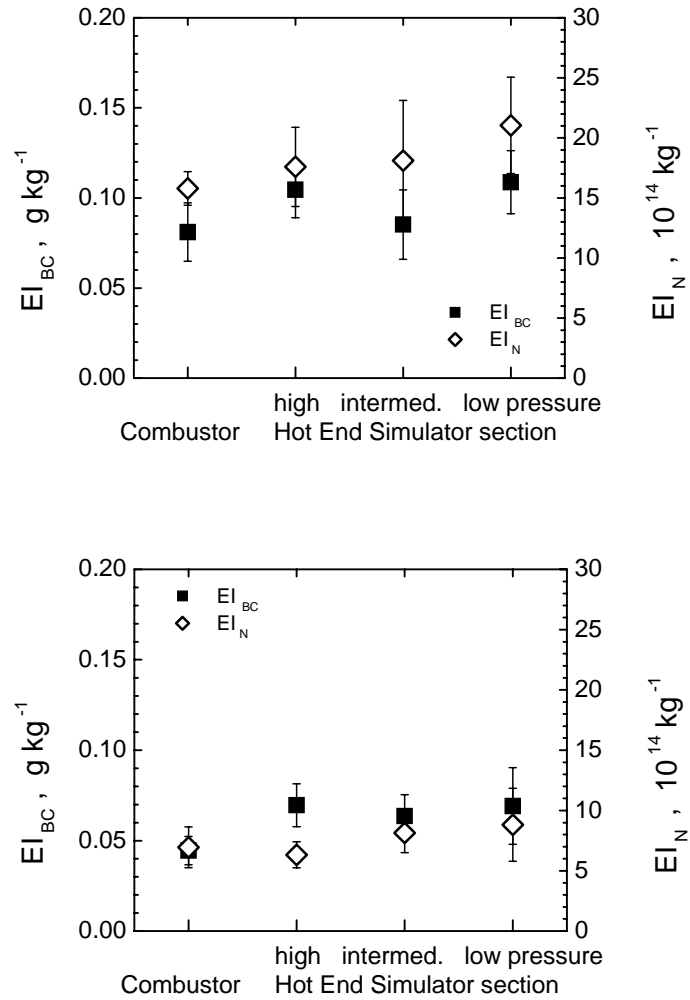 0.20
0.15
0.10
0.05
0.00
EI_BC , g kg^-1
30
25
20
15
10
5
0
EI_N , 10^14 kg^-1
EI_BC
EI_N
high intermed. low pressure
Combustor Hot End Simulator section
0.20
0.15
0.10
0.05
0.00
EI_BC , g kg^-1
30
25
20
15
10
5
0
EI_N , 10^14 kg^-1
EI_BC
EI_N
high intermed. low pressure
Combustor Hot End Simulator section